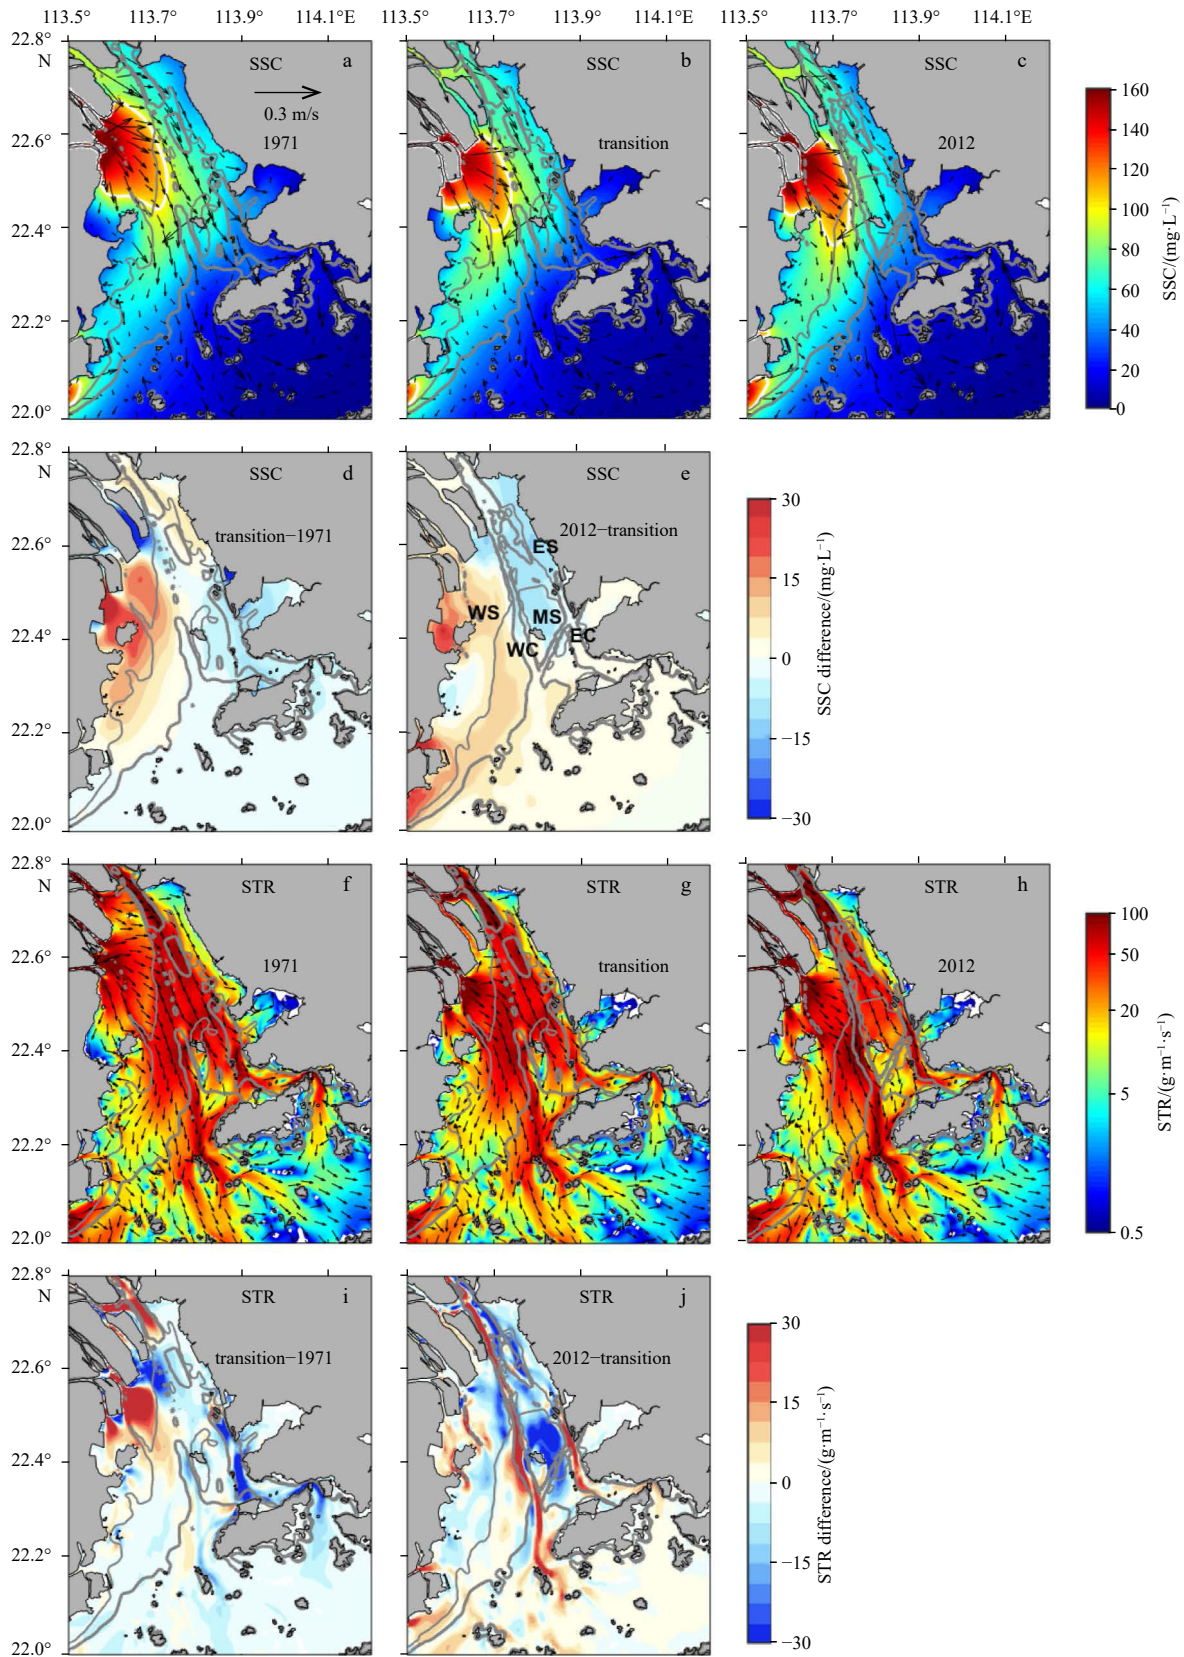 113.5° 113.7° 113.9° 114.1°E 113.5° 113.7° 113.9° 114.1°E 113.5° 113.7° 113.9° 114.1°E
22.8°
N
22.6°
22.4°
22.2°
22.0°
SSC a
0.3 m/s
1971
SSC b
transition
SSC c
2012
160
140
120
100
80
60
40
20
0
SSC/(mg·L⁻¹)
22.8°
N
22.6°
22.4°
22.2°
22.0°
SSC d
transition−1971
SSC e
2012−transition
ES
WS
MS
EC
WC
30
15
0
−15
−30
SSC difference/(mg·L⁻¹)
22.8°
N
22.6°
22.4°
22.2°
22.0°
STR f
1971
STR g
transition
STR h
2012
100
50
20
5
0.5
STR/(g·m⁻¹·s⁻¹)
22.8°
N
22.6°
22.4°
22.2°
22.0°
STR i
transition−1971
STR j
2012−transition
30
15
0
−15
−30
STR difference/(g·m⁻¹·s⁻¹)